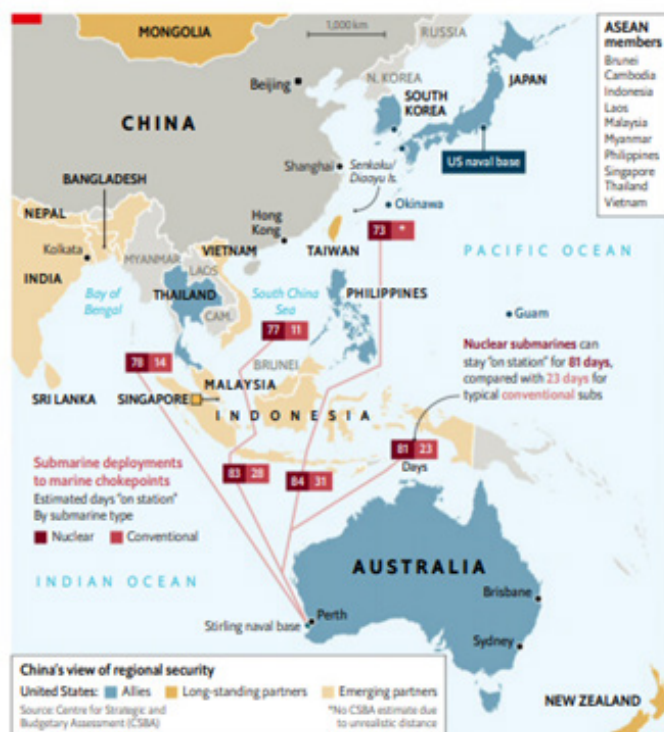 MONGOLIA
1,000 km
RUSSIA
ASEAN
members
Brunei
Cambodia
Indonesia
Laos
Malaysia
Myanmar
Philippines
Singapore
Thailand
Vietnam
N. KOREA
JAPAN
Beijing
SOUTH
KOREA
CHINA
US naval base
Shanghai
Senkaku/
Diaoyu Is.
BANGLADESH
Okinawa
NEPAL
Hong
Kong
Kolkata
VIETNAM
TAIWAN
73 *
PACIFIC OCEAN
MYANMAR
LAOS
INDIA
Bay of
Bengal
THAILAND
South China
Sea
PHILIPPINES
CAM.
Guam
77 11
Nuclear submarines can
stay "on station" for 81 days,
compared with 23 days for
typical conventional subs
78 14
BRUNEI
MALAYSIA
SRI LANKA
SINGAPORE
INDONESIA
81 23
Days
Submarine deployments
to marine chokepoints
Estimated days "on station"
By submarine type
Nuclear Conventional
83 28
84 31
AUSTRALIA
INDIAN OCEAN
Brisbane
Perth
Stirling naval base
Sydney
China's view of regional security
United States: Allies Long-standing partners Emerging partners
Source: Centre for Strategic and
Budgetary Assessment (CSBA)
*No CSBA estimate due
to unrealistic distance
NEW ZEALAND